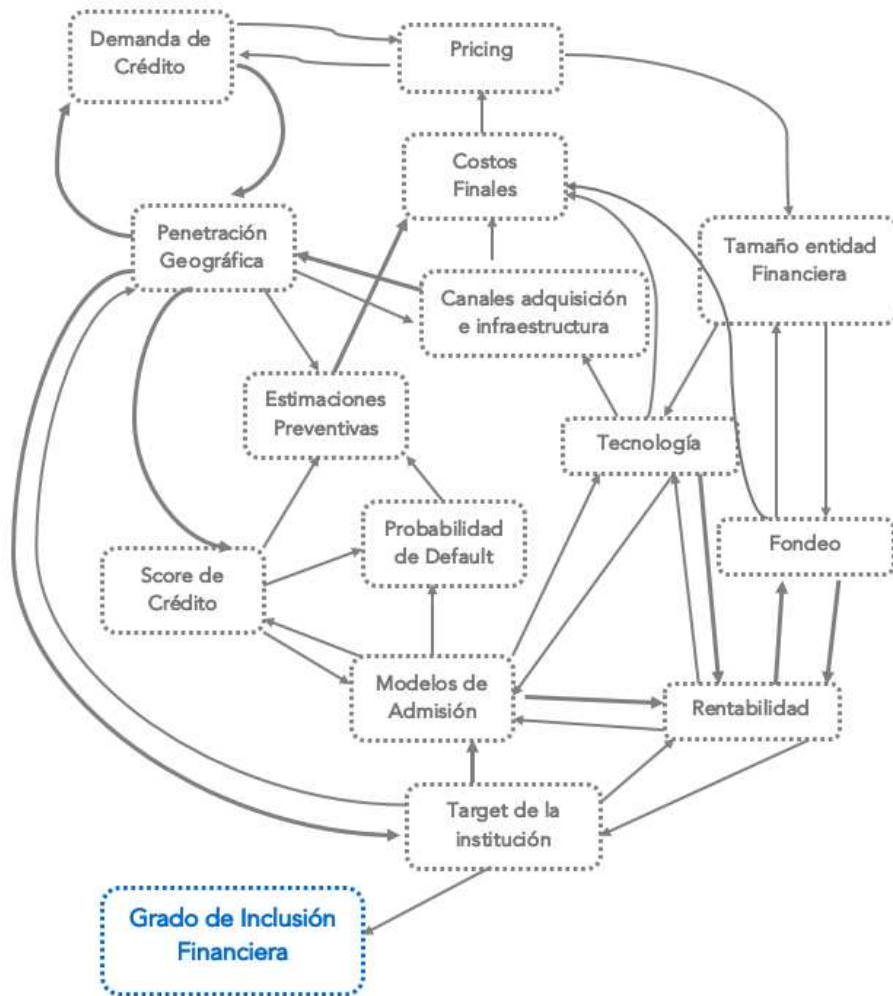 Demanda de
Crédito
Pricing
Costos
Finales
Penetración
Geográfica
Tamaño entidad
Financiera
Canales adquisición
e infraestructura
Estimaciones
Preventivas
Tecnología
Probabilidad
de Default
Fondeo
Score de
Crédito
Modelos de
Admisión
Rentabilidad
Target de la
institución
Grado de Inclusión
Financiera